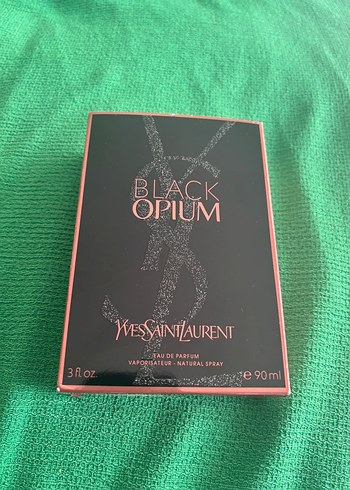 BLACK
OPIUM
YVESSAINTLAURENT
EAU DE PARFUM
VAPORISATEUR - NATURAL SPRAY
3 fl. oz. ℮ 90 ml